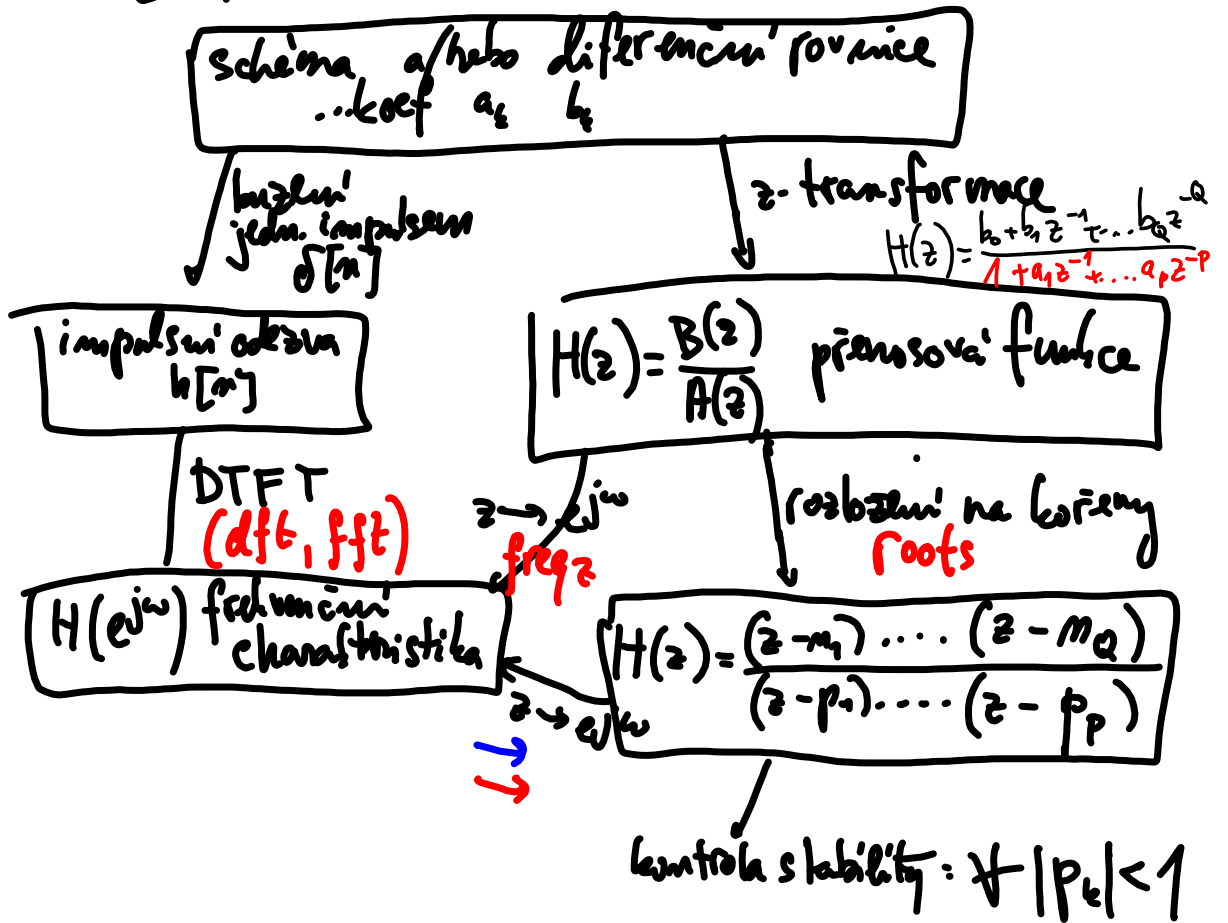 schéma a/nebo diferenční rovnice
...koef a_k b_k
buzení
jedn. impulsem
δ[n]
z-transformace
H(z) = (b_0 + b_1 z^{-1} + ... b_Q z^{-Q}) / (1 + a_1 z^{-1} + .... a_P z^{-P})
impulsní odezva
h[n]
H(z) = B(z) / A(z) přenosová funkce
DTFT
(dft, fft)
z → e^{jω}
freqz
rozložení na kořeny
roots
H(e^{jω}) frekvenční
charakteristika
H(z) = (z - n_1) .... (z - n_Q) / (z - p_1) ..... (z - p_P)
z → e^{jω}
kontrola stability: ∀ |p_k| < 1